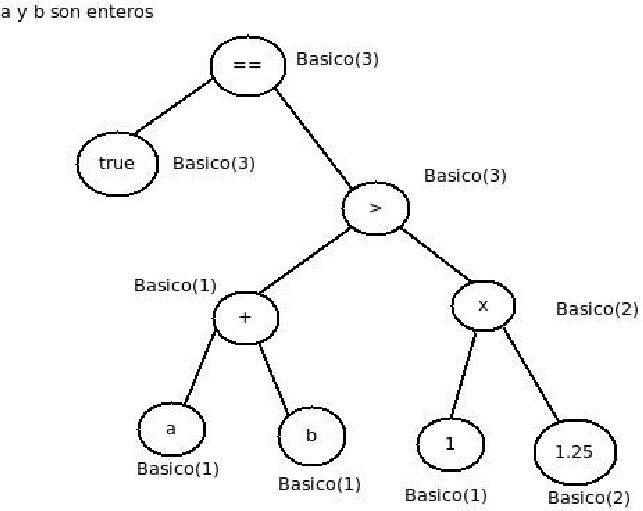 a y b son enteros
==
Basico(3)
true
Basico(3)
Basico(3)
>
Basico(1)
+
x
Basico(2)
a
b
1
1.25
Basico(1)
Basico(1)
Basico(1)
Basico(2)